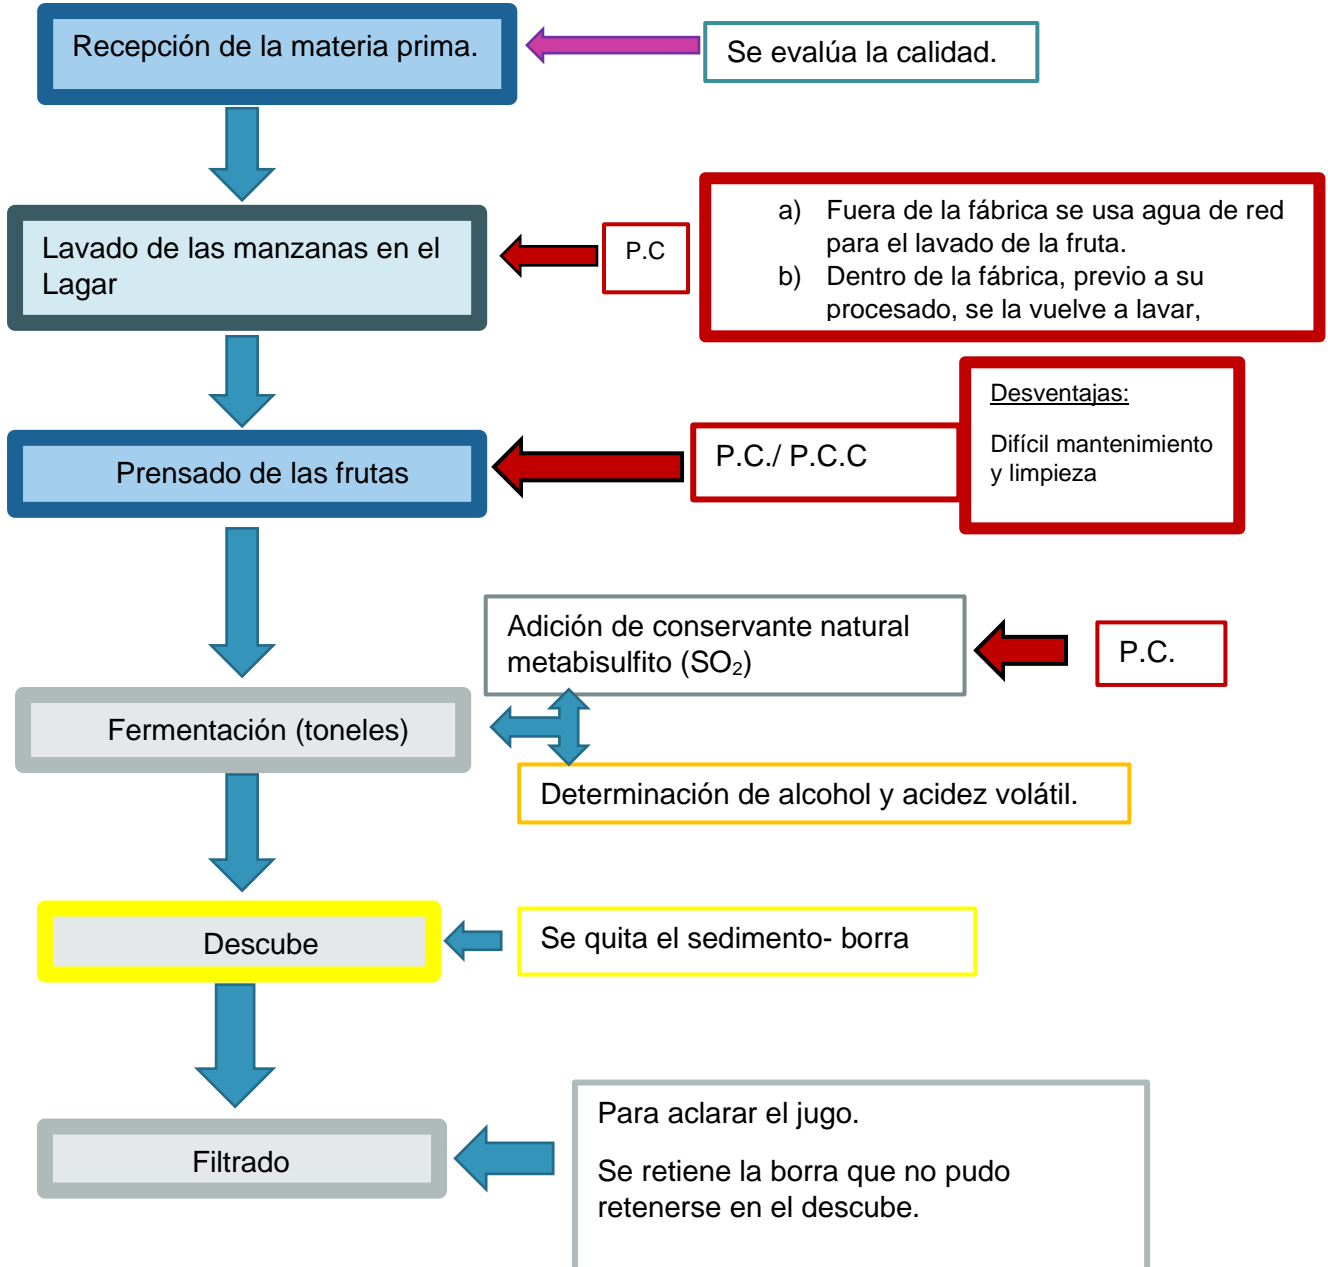 Recepción de la materia prima.
Se evalúa la calidad.
Lavado de las manzanas en el
Lagar
P.C
a) Fuera de la fábrica se usa agua de red
para el lavado de la fruta.
b) Dentro de la fábrica, previo a su
procesado, se la vuelve a lavar,
Prensado de las frutas
P.C./ P.C.C
Desventajas:
Difícil mantenimiento
y limpieza
Adición de conservante natural
metabisulfito (SO₂)
P.C.
Fermentación (toneles)
Determinación de alcohol y acidez volátil.
Descube
Se quita el sedimento- borra
Filtrado
Para aclarar el jugo.
Se retiene la borra que no pudo
retenerse en el descube.